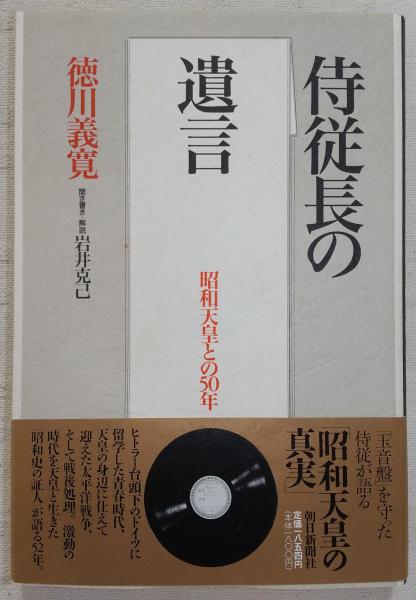 侍従長の
遺言
徳川義寛
聞き書き・解説 岩井克己
昭和天皇との50年
「玉音盤」を守った
侍従が語る
「昭和天皇の
真実」
朝日新聞社
定価一八五四円
(本体一八〇〇円)
ヒトラー台頭下のドイツに
留学した青春時代、
天皇の身辺に仕えて
迎えた太平洋戦争、
そして戦後処理。激動の
時代を天皇と生きた
昭和史の「証人」が語る52年。